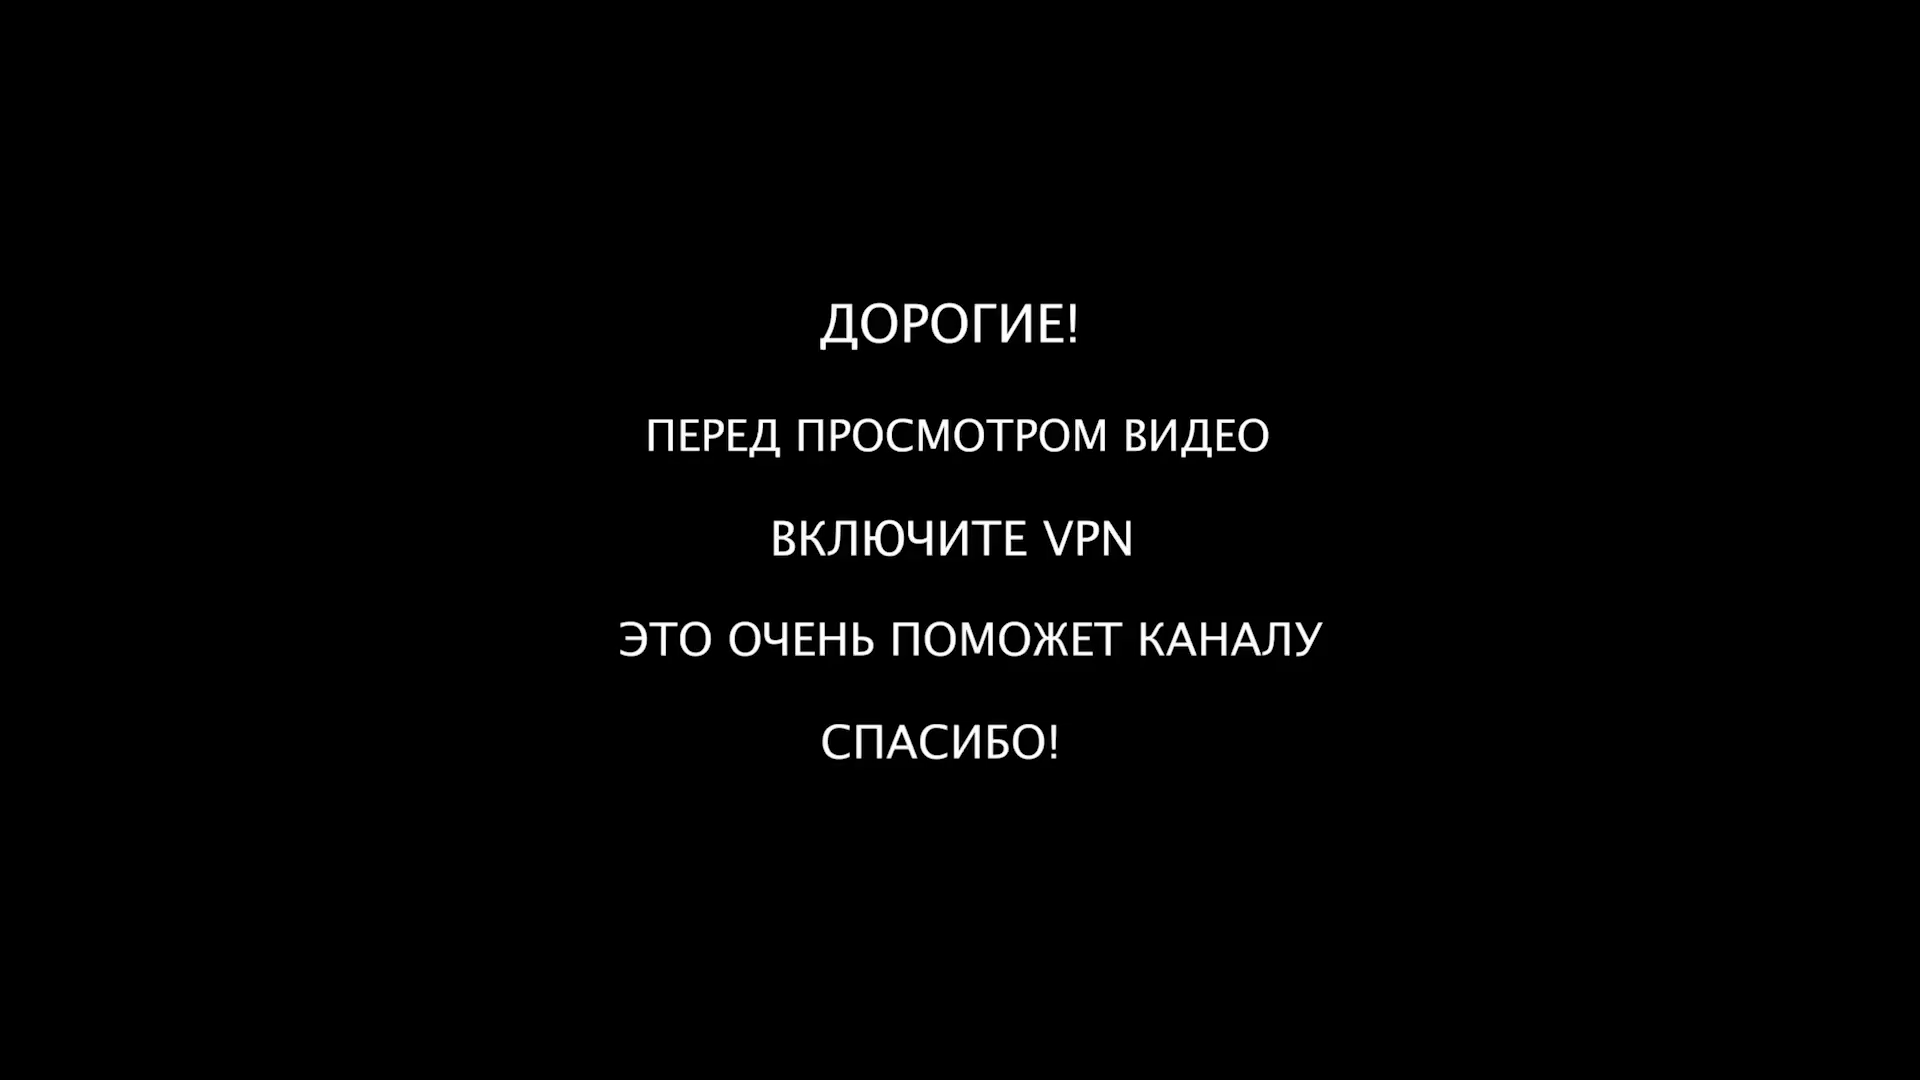 ДОРОГИЕ!
ПЕРЕД ПРОСМОТРОМ ВИДЕО
ВКЛЮЧИТЕ VPN
ЭТО ОЧЕНЬ ПОМОЖЕТ КАНАЛУ
СПАСИБО!